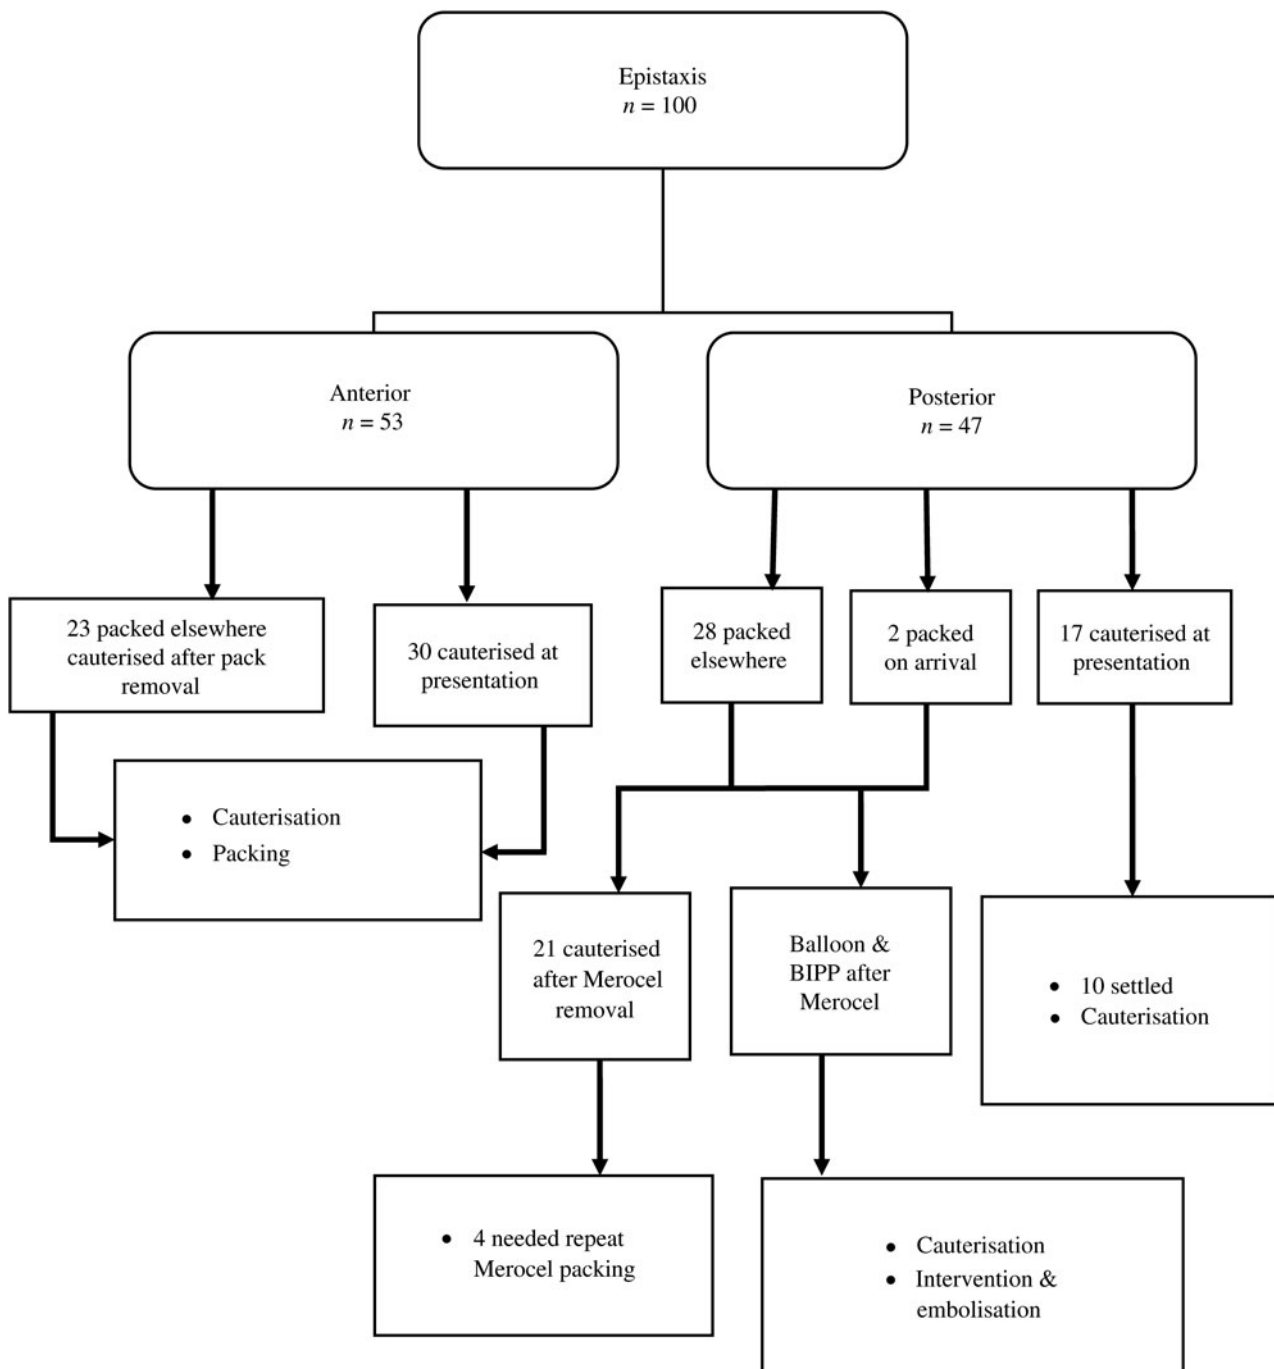 Epistaxis
n = 100
Anterior
n = 53
Posterior
n = 47
23 packed elsewhere
cauterised after pack
removal
30 cauterised at
presentation
28 packed
elsewhere
2 packed
on arrival
17 cauterised at
presentation
• Cauterisation
• Packing
21 cauterised
after Merocel
removal
Balloon &
BIPP after
Merocel
• 10 settled
• Cauterisation
• 4 needed repeat
Merocel packing
• Cauterisation
• Intervention &
embolisation